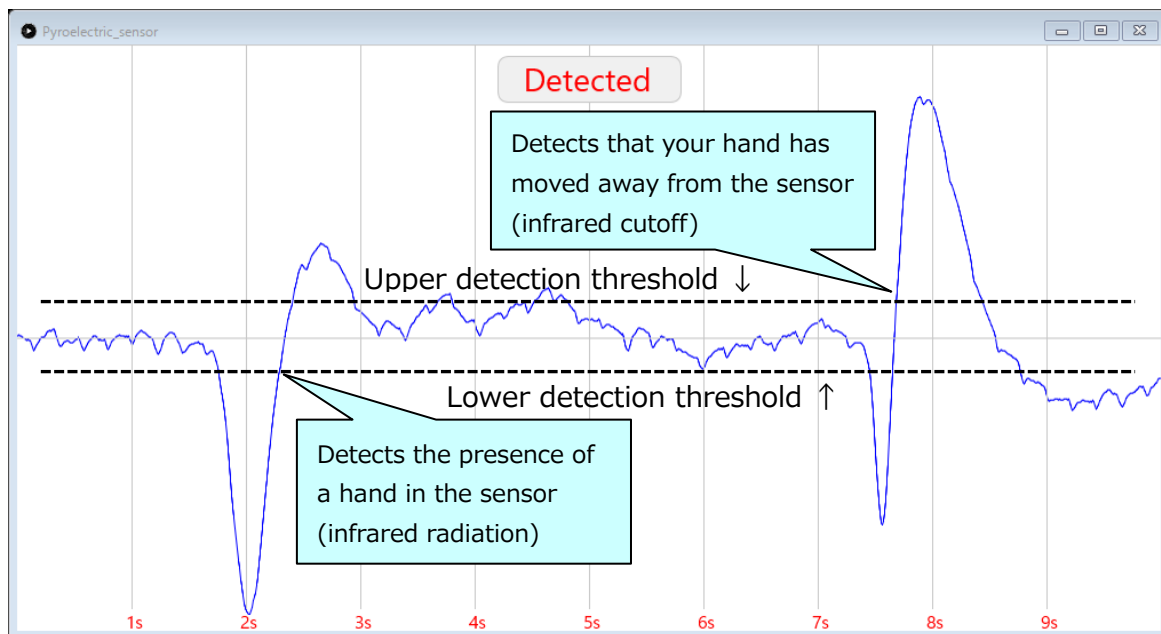 Pyroelectric_sensor
Detected
Detects that your hand has
moved away from the sensor
(infrared cutoff)
Upper detection threshold ↓
Lower detection threshold ↑
Detects the presence of
a hand in the sensor
(infrared radiation)
1s 2s 3s 4s 5s 6s 7s 8s 9s